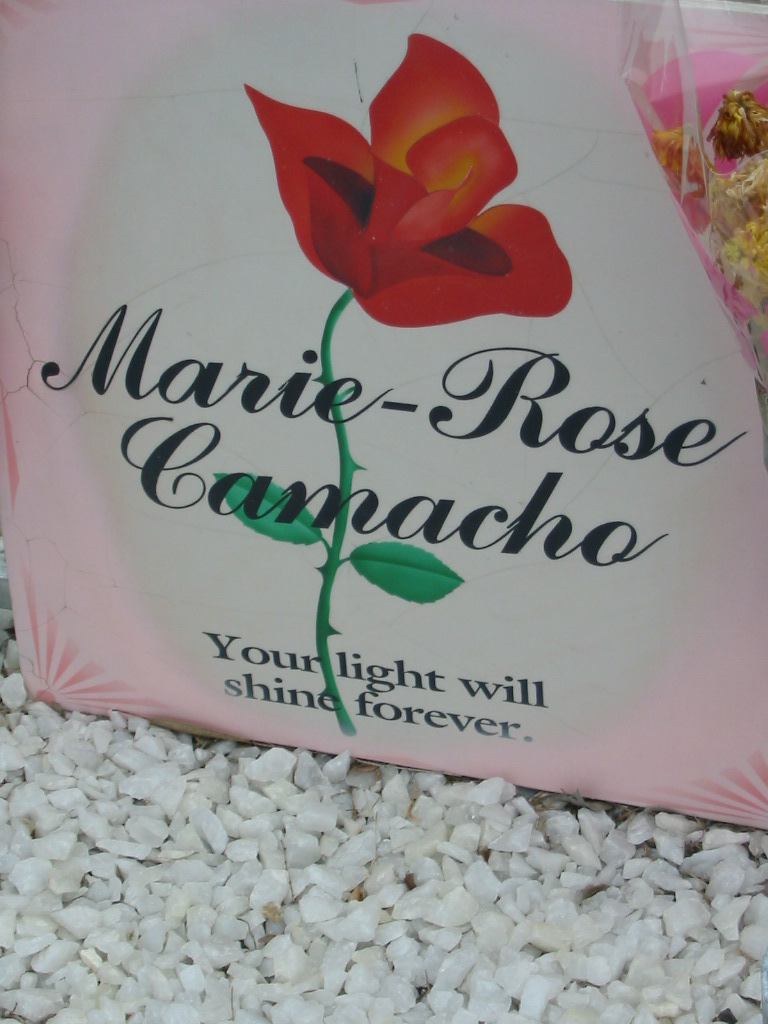 Marie-Rose
Camacho
Your light will
shine forever.